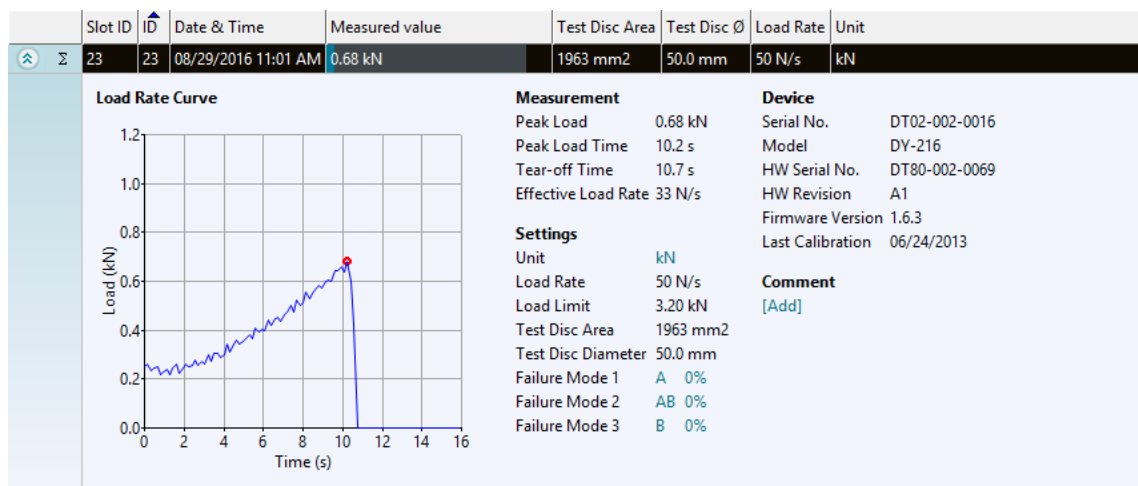 Slot ID ID Date & Time Measured value Test Disc Area Test Disc Ø Load Rate Unit
Σ 23 23 08/29/2016 11:01 AM 0.68 kN 1963 mm2 50.0 mm 50 N/s kN
Load Rate Curve
1.2
1.0
0.8
0.6
0.4
0.2
0.0
Load (kN)
0 2 4 6 8 10 12 14 16
Time (s)
Measurement
Peak Load 0.68 kN
Peak Load Time 10.2 s
Tear-off Time 10.7 s
Effective Load Rate 33 N/s
Settings
Unit kN
Load Rate 50 N/s
Load Limit 3.20 kN
Test Disc Area 1963 mm2
Test Disc Diameter 50.0 mm
Failure Mode 1 A 0%
Failure Mode 2 AB 0%
Failure Mode 3 B 0%
Device
Serial No. DT02-002-0016
Model DY-216
HW Serial No. DT80-002-0069
HW Revision A1
Firmware Version 1.6.3
Last Calibration 06/24/2013
Comment
[Add]